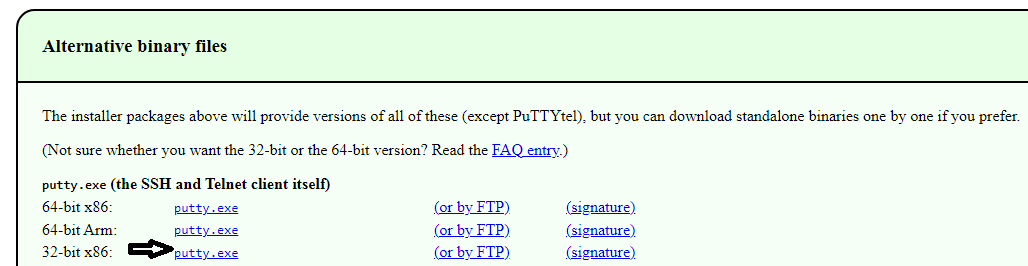 Alternative binary files
The installer packages above will provide versions of all of these (except PuTTYtel), but you can download standalone binaries one by one if you prefer.
(Not sure whether you want the 32-bit or the 64-bit version? Read the FAQ entry.)
putty.exe (the SSH and Telnet client itself)
64-bit x86: putty.exe (or by FTP) (signature)
64-bit Arm: putty.exe (or by FTP) (signature)
32-bit x86: putty.exe (or by FTP) (signature)